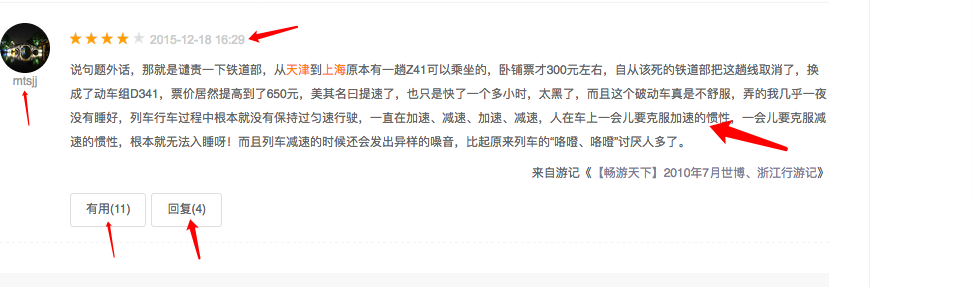 2015-12-18 16:29
说句题外话，那就是谴责一下铁道部，从天津到上海原本有一趟Z41可以乘坐的，卧铺票才300元左右，自从该死的铁道部把这趟线取消了，换
mtsjj
成了动车组D341，票价居然提高到了650元，美其名曰提速了，也只是快了一个多小时，太黑了，而且这个破动车真是不舒服，弄的我几乎一夜
没有睡好，列车行车过程中根本就没有保持过匀速行驶，一直在加速、减速、加速、减速，人在车上一会儿要克服加速的惯性，一会儿要克服减
速的惯性，根本就无法入睡呀！而且列车减速的时候还会发出异样的噪音，比起原来列车的“咯噔、咯噔”讨厌人多了。
来自游记《【畅游天下】2010年7月世博、浙江行游记》
有用(11) 回复(4)